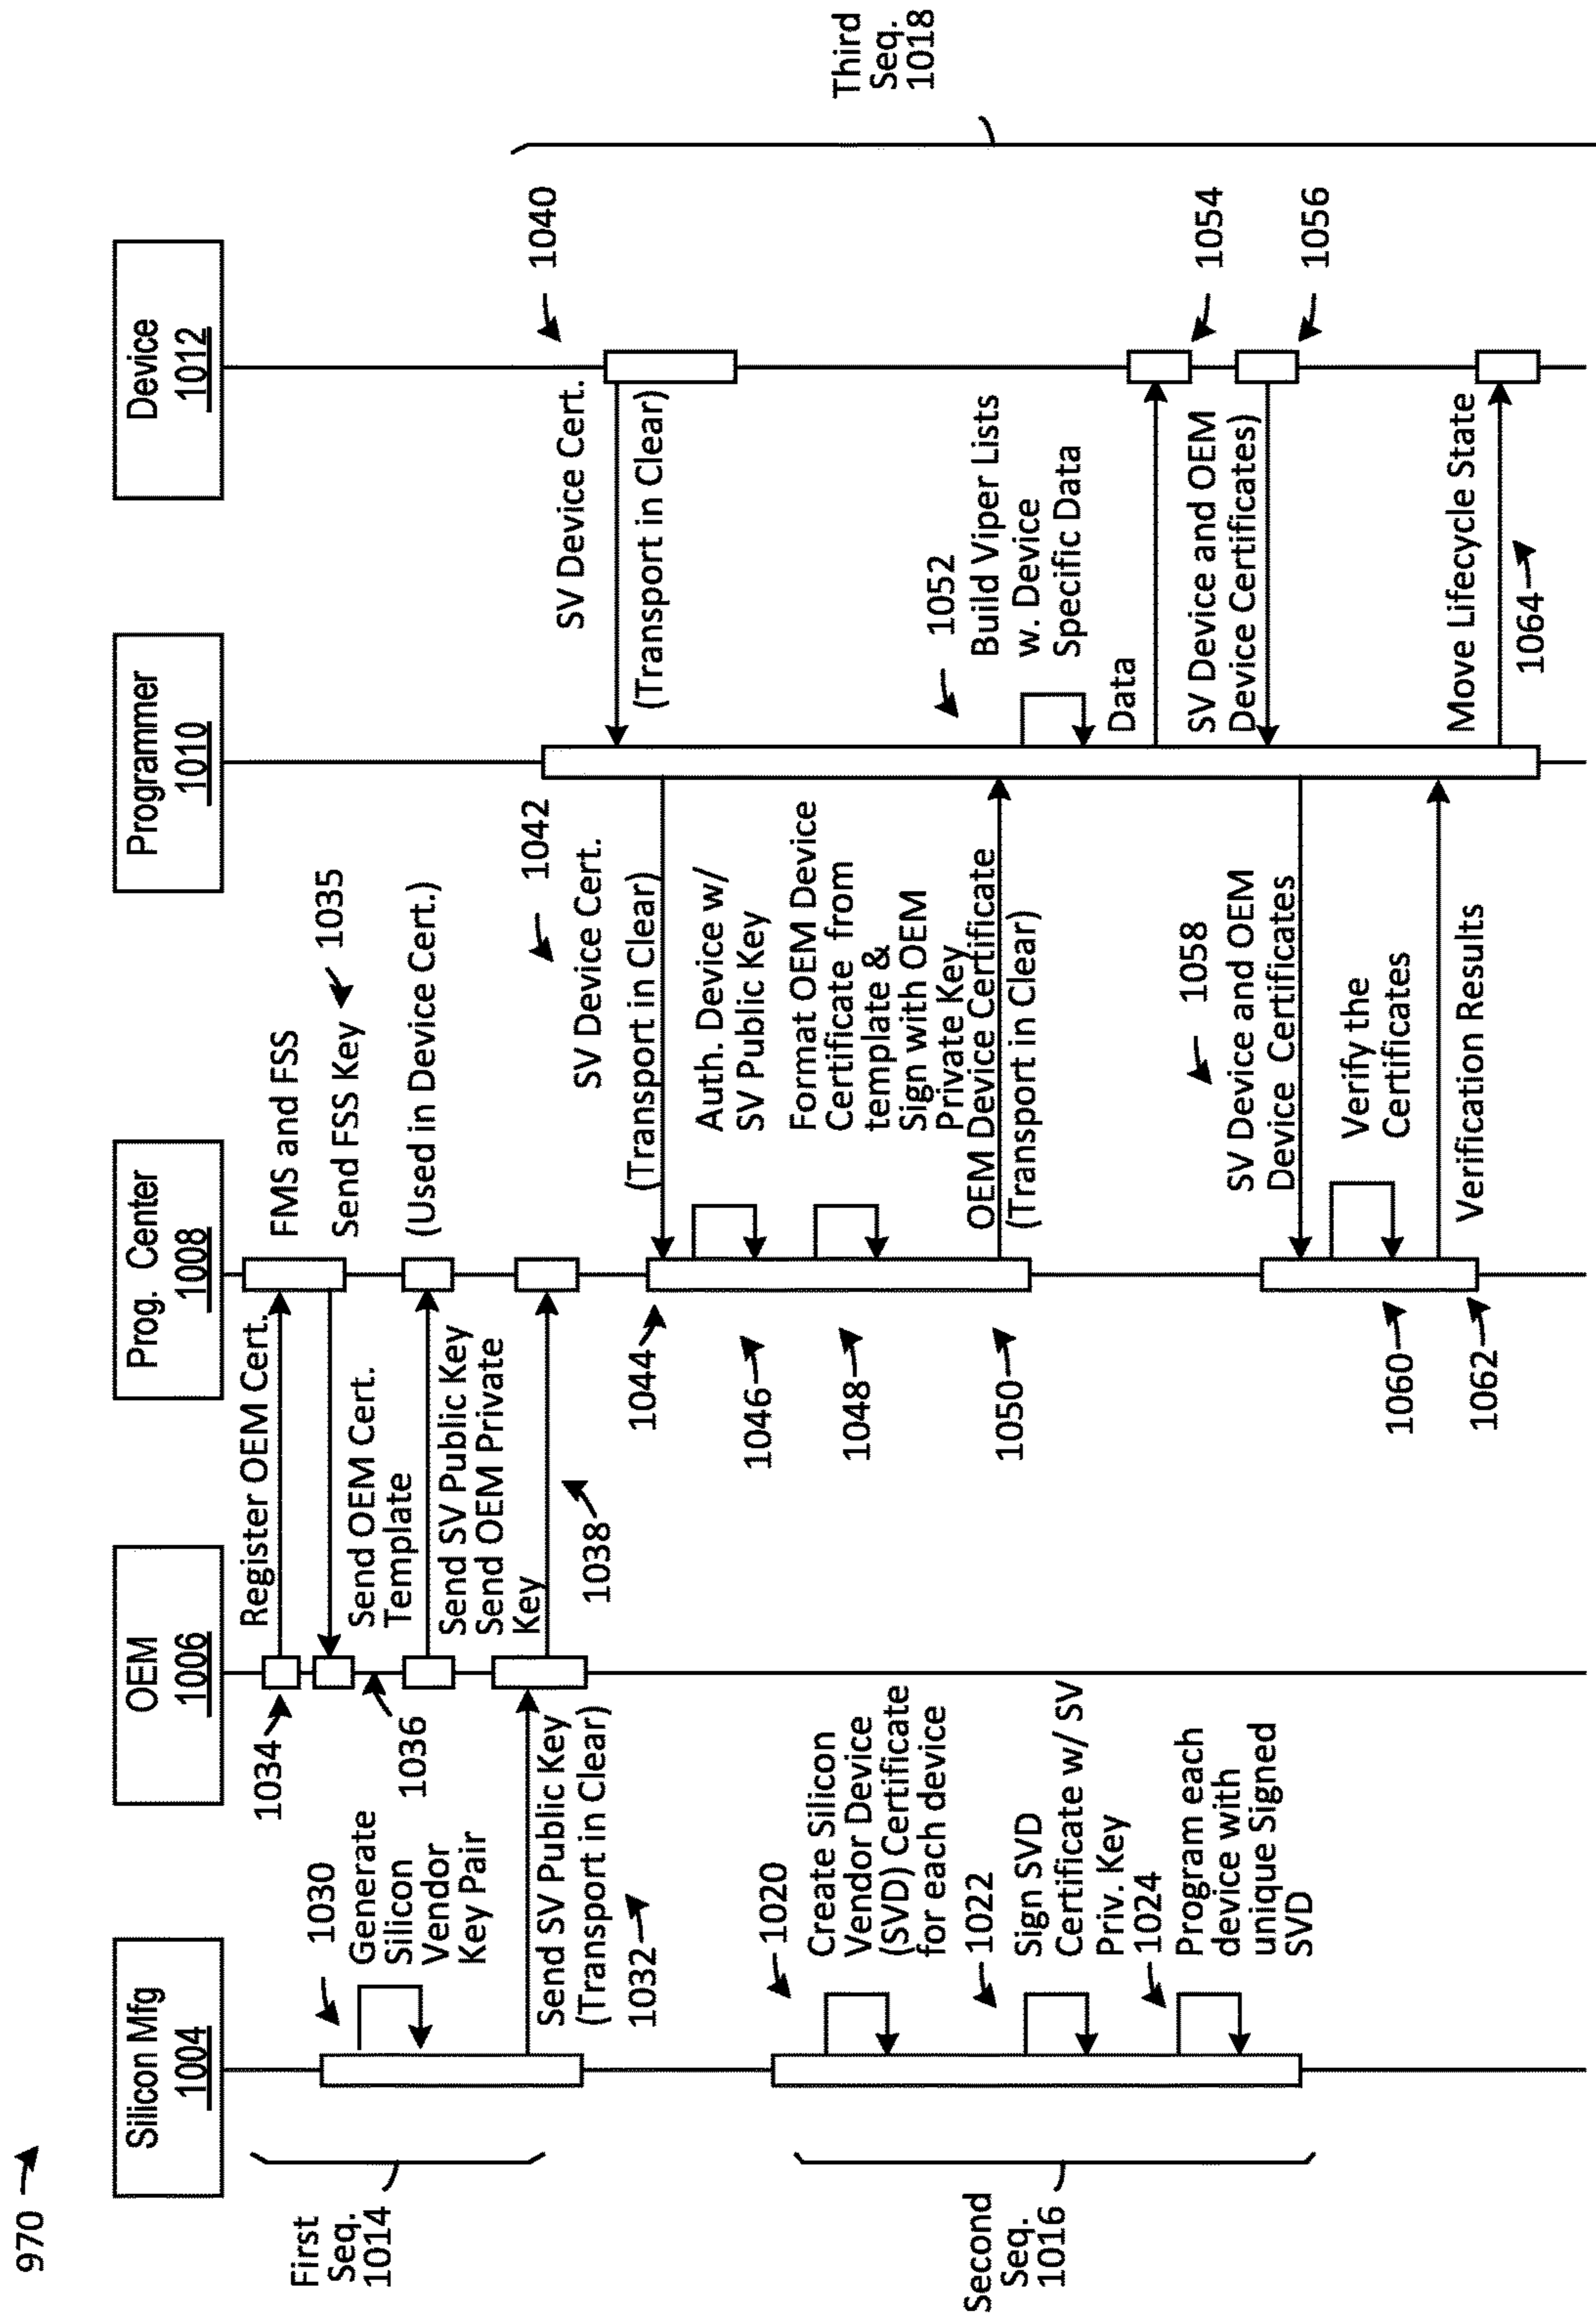 970
Silicon Mfg
1004
OEM
1006
Prog. Center
1008
Programmer
1010
Device
1012
First
Seq.
1014
Second
Seq.
1016
Third
Seq.
1018
1030
Generate
Silicon
Vendor
Key Pair
Send SV Public Key
(Transport in Clear)
1032
1020
Create Silicon
Vendor Device
(SVD) Certificate
for each device
1022
Sign SVD
Certificate w/ SV
Priv. Key
1024
Program each
device with
unique Signed
SVD
1034
Register OEM Cert.
1036
Send OEM Cert.
Template
Send SV Public Key
Send OEM Private
Key
1038
FMS and FSS
Send FSS Key
1035
(Used in Device Cert.)
1044
1046
1048
1050
1060
1062
1042
SV Device Cert.
(Transport in Clear)
Auth. Device w/
SV Public Key
Format OEM Device
Certificate from
template &
Sign with OEM
Private Key
OEM Device Certificate
(Transport in Clear)
1058
SV Device and OEM
Device Certificates
Verify the
Certificates
Verification Results
1040
SV Device Cert.
(Transport in Clear)
1052
Build Viper Lists
w. Device
Specific Data
Data
1054
SV Device and OEM
Device Certificates)
1056
Move Lifecycle State
1064